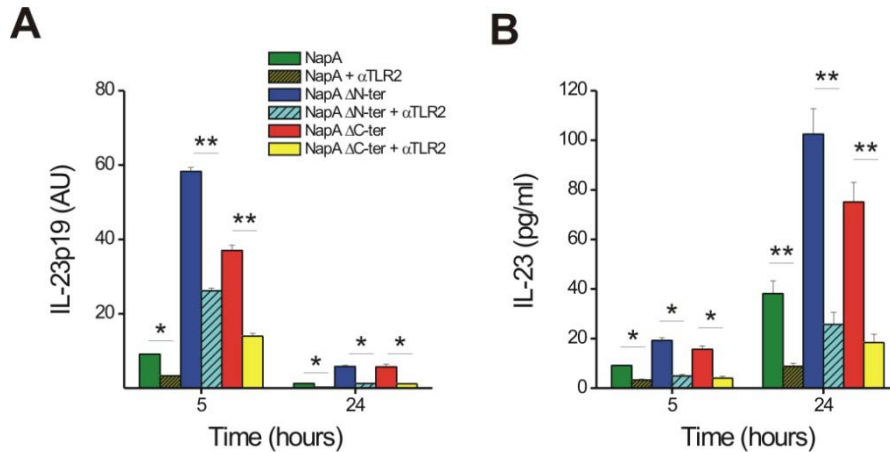 A
NapA
NapA + αTLR2
NapA ΔN-ter
NapA ΔN-ter + αTLR2
NapA ΔC-ter
NapA ΔC-ter + αTLR2
IL-23p19 (AU)
80
60
40
20
**
**
*
*
*
*
5
24
Time (hours)
B
IL-23 (pg/ml)
120
100
80
60
40
20
0
**
**
**
*
*
*
5
24
Time (hours)